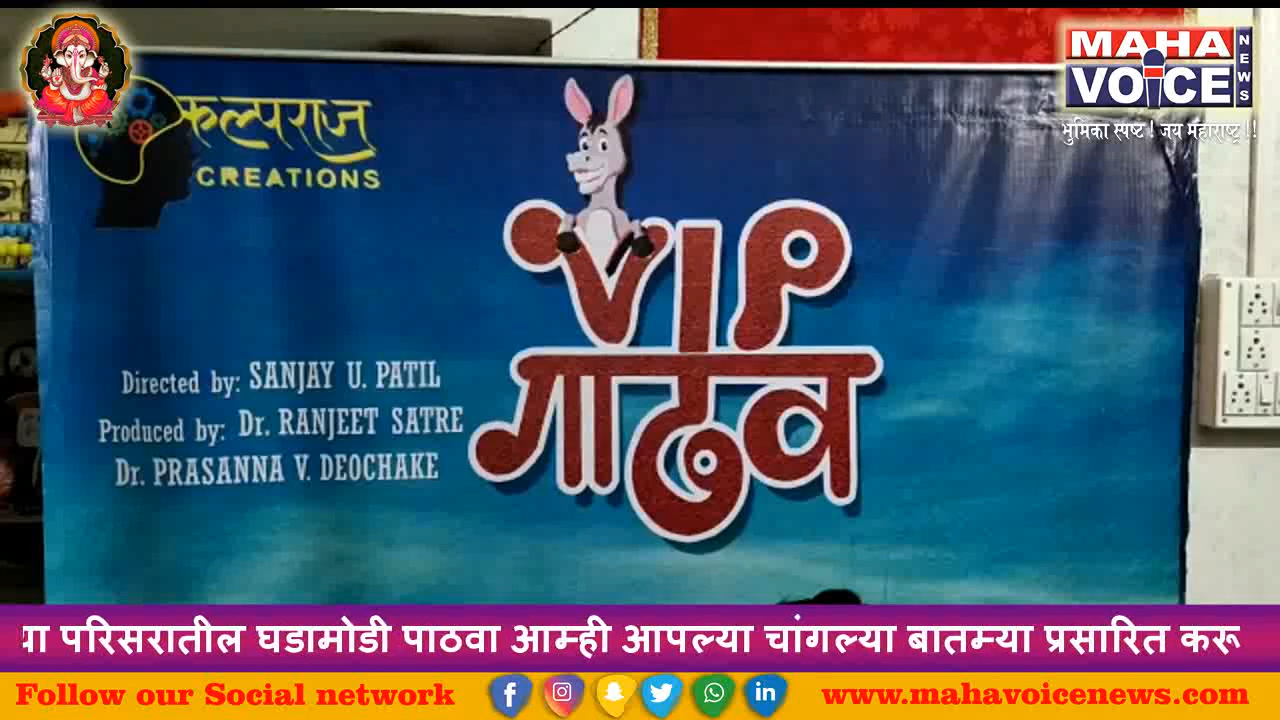 MAHA
VOICE
NEWS
भुमिका स्पष्ट ! जय महाराष्ट्र !!
कल्पराज
CREATIONS
VIP
गाढव
Directed by: SANJAY U. PATIL
Produced by: Dr. RANJEET SATRE
Dr. PRASANNA V. DEOCHAKE
परिसरातील घडामोडी पाठवा आम्ही आपल्या चांगल्या बातम्या प्रसारित करू
Follow our Social network
www.mahavoicenews.com